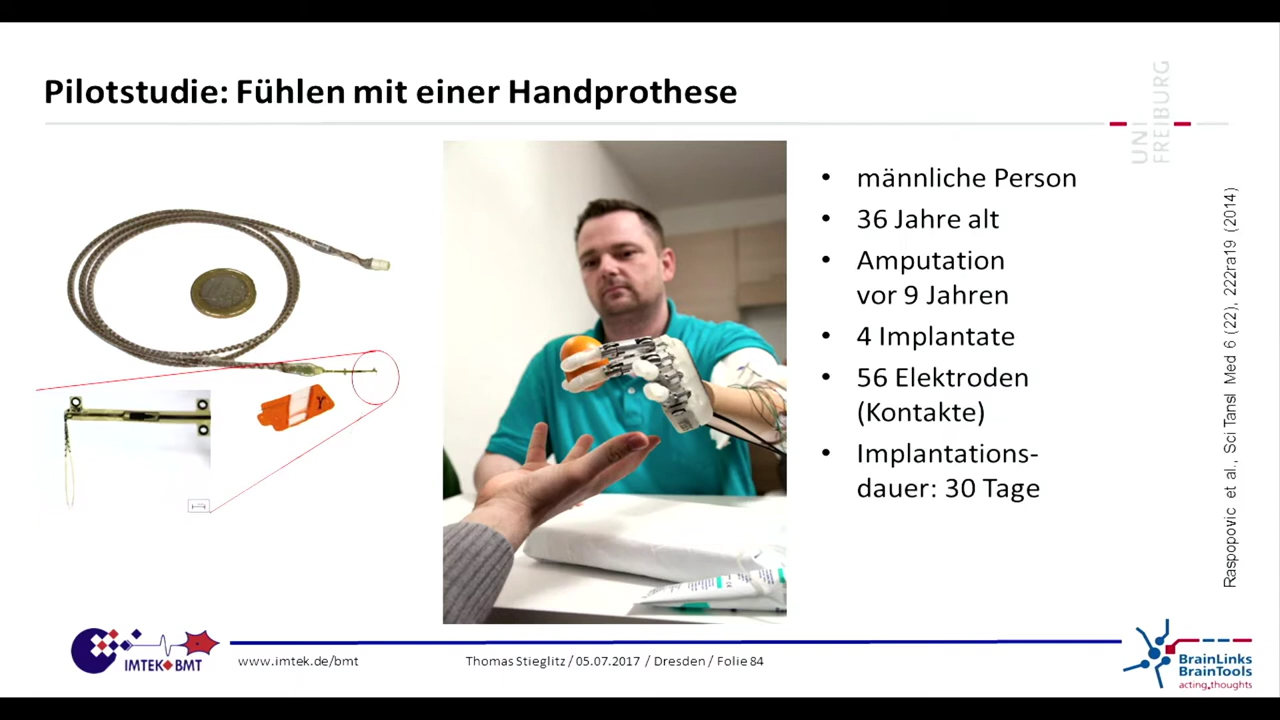 Pilotstudie: Fühlen mit einer Handprothese
UNI
FREIBURG
• männliche Person
• 36 Jahre alt
• Amputation
vor 9 Jahren
• 4 Implantate
• 56 Elektroden
(Kontakte)
• Implantations-
dauer: 30 Tage
Raspopovic et al., Sci Tansl Med 6 (22), 222ra19 (2014)
IMTEK BMT
www.imtek.de/bmt
Thomas Stieglitz / 05.07.2017 / Dresden / Folie 84
BrainLinks
BrainTools
acting.thoughts